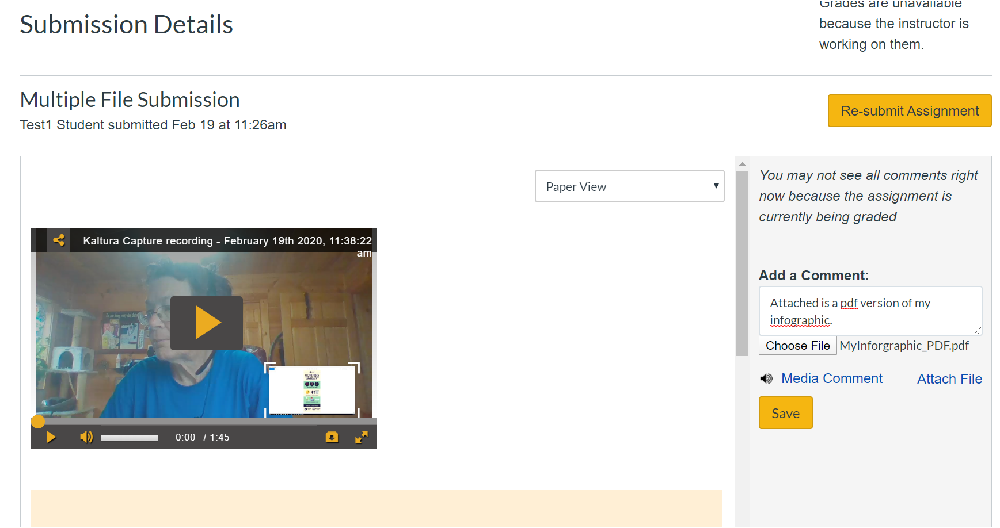 Grades are unavailable
because the instructor is
working on them.
Submission Details
Multiple File Submission
Test1 Student submitted Feb 19 at 11:26am
Re-submit Assignment
Paper View
Kaltura Capture recording - February 19th 2020, 11:38:22
am
0:00 / 1:45
You may not see all comments right
now because the assignment is
currently being graded
Add a Comment:
Attached is a pdf version of my
infographic.
Choose File MyInforgraphic_PDF.pdf
Media Comment Attach File
Save